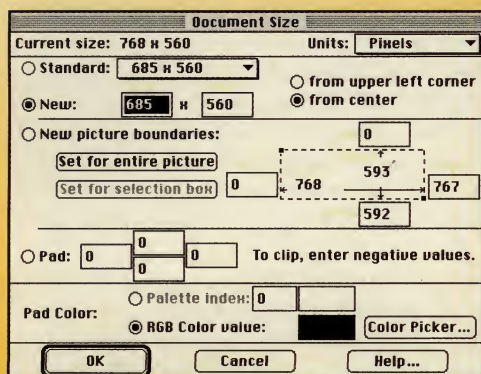 Document Size
Current size: 768 x 560 Units: Pixels
Standard: 685 x 560
from upper left corner
New: 685 x 560
from center
New picture boundaries: 0
Set for entire picture
593
Set for selection box 0 768 767
592
0
Pad: 0 0 To clip, enter negative values.
0
Palette index: 0
Pad Color:
RGB Color value: Color Picker...
OK Cancel Help...